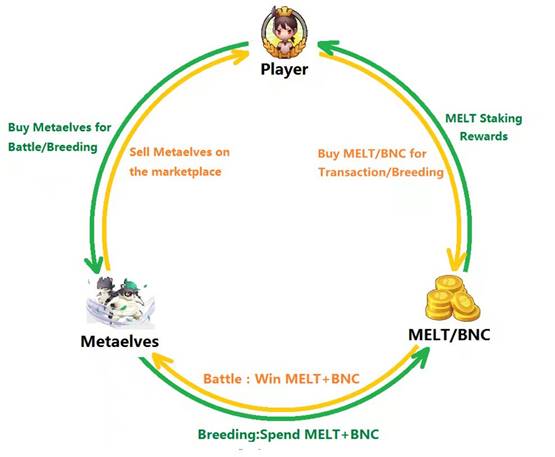 Player
Buy Metaelves for
Battle/Breeding
Sell Metaelves on
the marketplace
Buy MELT/BNC for
Transaction/Breeding
MELT Staking
Rewards
Metaelves
MELT/BNC
Battle : Win MELT+BNC
Breeding:Spend MELT+BNC